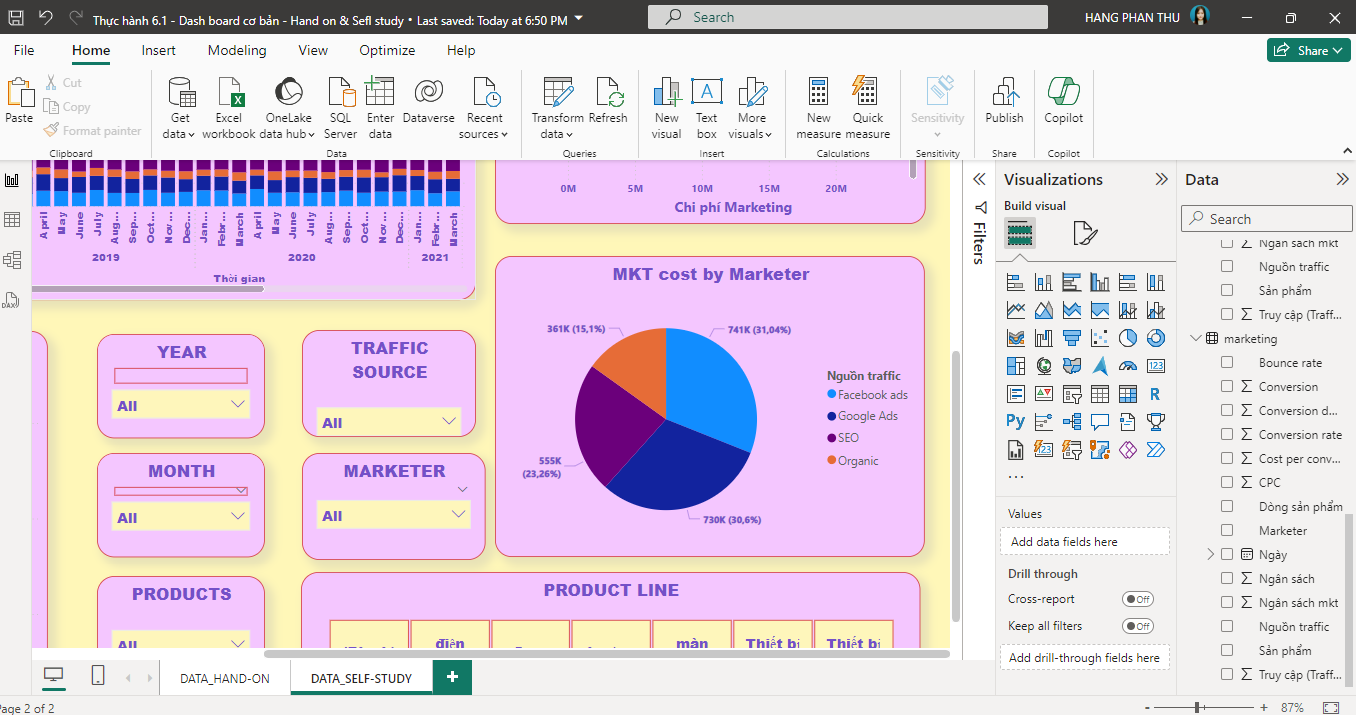 Thực hành 6.1 - Dash board cơ bản - Hand on & Sefl study • Last saved: Today at 6:50 PM
Search
HANG PHAN THU
File
Home
Insert
Modeling
View
Optimize
Help
Share
Paste
Cut
Copy
Format painter
Get data
Excel workbook
OneLake data hub
SQL Server
Enter data
Dataverse
Recent sources
Transform data
Refresh
New visual
Text box
More visuals
New measure
Quick measure
Sensitivity
Publish
Copilot
Clipboard
Data
Queries
Insert
Calculations
Sensitivity
Share
Copilot
April May June July Aug... Sep... Oct... Nov... Dec... Jan... Febr... March April May June July Aug... Sep... Oct... Nov... Dec... Jan... Febr... March
2019 2020 2021
Thời gian
0M 5M 10M 15M 20M
Chi phí Marketing
MKT cost by Marketer
361K (15,1%)
741K (31,04%)
555K
(23,26%)
730K (30,6%)
Nguồn traffic
Facebook ads
Google Ads
SEO
Organic
YEAR
All
TRAFFIC
SOURCE
All
MONTH
All
MARKETER
All
PRODUCTS
All
PRODUCT LINE
điện
màn
Thiết bị
Thiết bị
Filters
Visualizations
Build visual
Values
Add data fields here
Drill through
Cross-report
Off
Keep all filters
Off
Add drill-through fields here
Data
Search
Ngân sách mkt
Nguồn traffic
Sản phẩm
Truy cập (Traff...
marketing
Bounce rate
Conversion
Conversion d...
Conversion rate
Cost per conv...
CPC
Dòng sản phẩm
Marketer
Ngày
Ngân sách
Ngân sách mkt
Nguồn traffic
Sản phẩm
Truy cập (Traff...
DATA_HAND-ON
DATA_SELF-STUDY
Page 2 of 2
87%